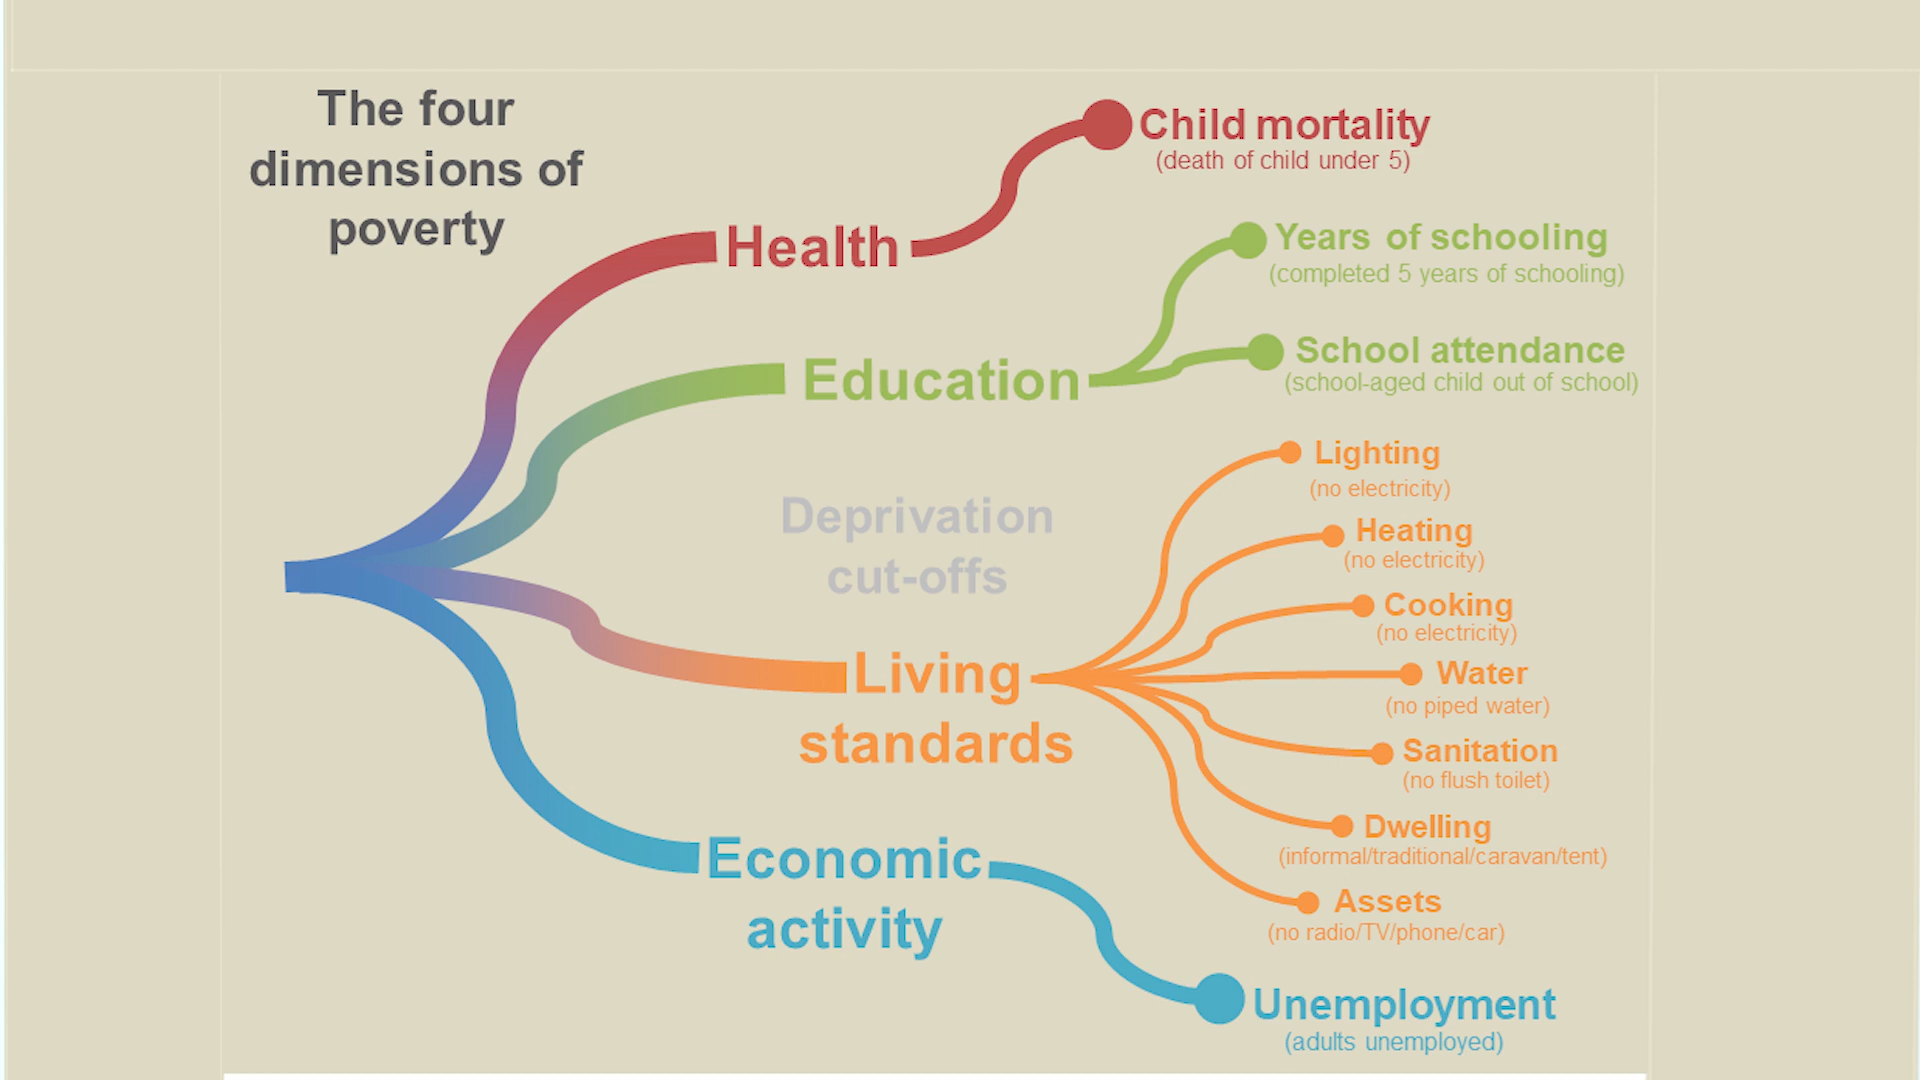 The four
dimensions of
poverty
Health
Child mortality
(death of child under 5)
Education
Years of schooling
(completed 5 years of schooling)
School attendance
(school-aged child out of school)
Deprivation
cut-offs
Living
standards
Lighting
(no electricity)
Heating
(no electricity)
Cooking
(no electricity)
Water
(no piped water)
Sanitation
(no flush toilet)
Dwelling
(informal/traditional/caravan/tent)
Assets
(no radio/TV/phone/car)
Economic
activity
Unemployment
(adults unemployed)